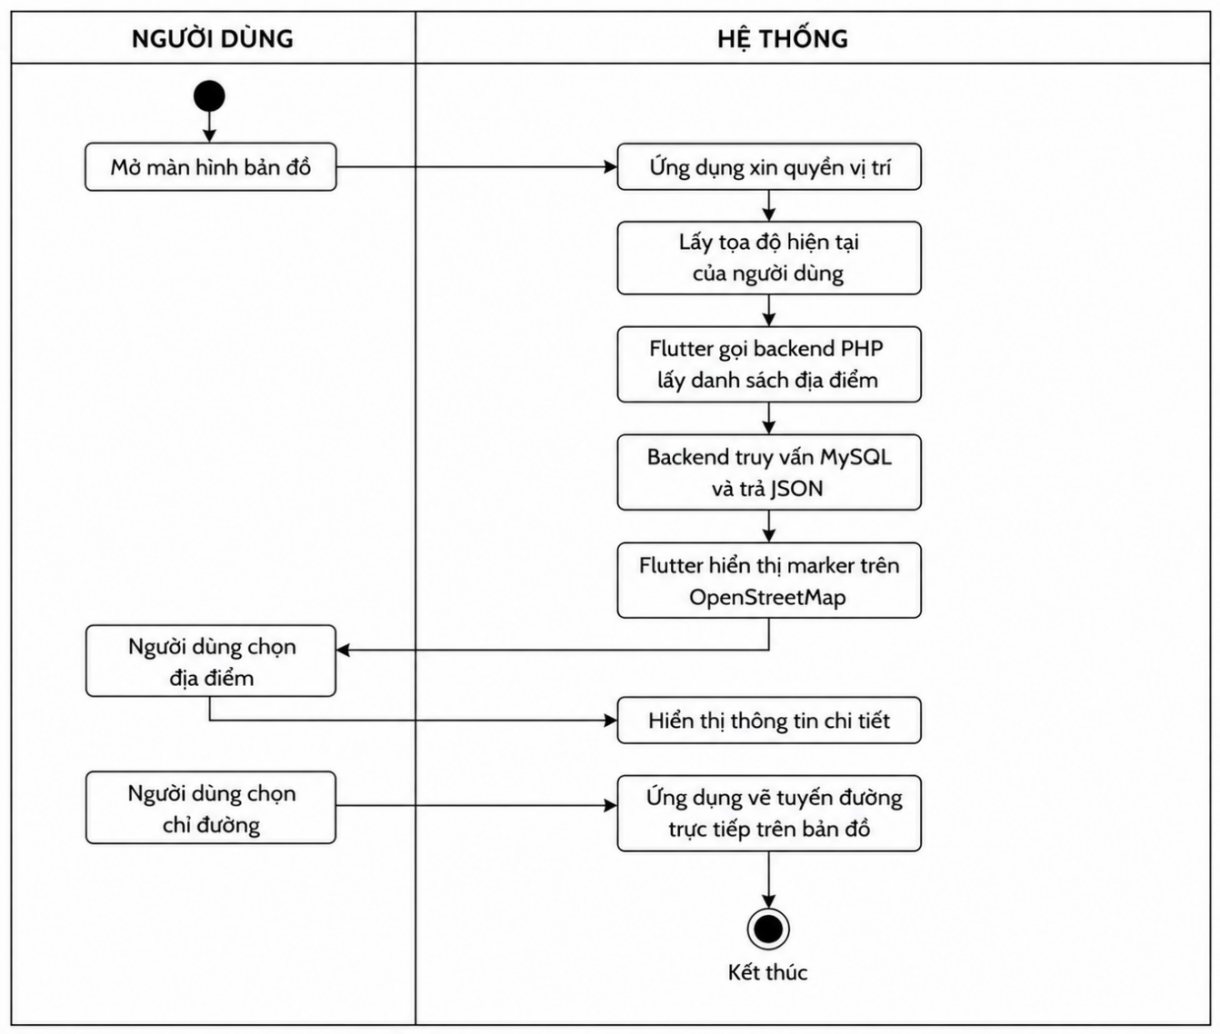 NGƯỜI DÙNG
HỆ THỐNG
Mở màn hình bản đồ
Ứng dụng xin quyền vị trí
Lấy tọa độ hiện tại
của người dùng
Flutter gọi backend PHP
lấy danh sách địa điểm
Backend truy vấn MySQL
và trả JSON
Flutter hiển thị marker trên
OpenStreetMap
Người dùng chọn
địa điểm
Hiển thị thông tin chi tiết
Người dùng chọn
chỉ đường
Ứng dụng vẽ tuyến đường
trực tiếp trên bản đồ
Kết thúc